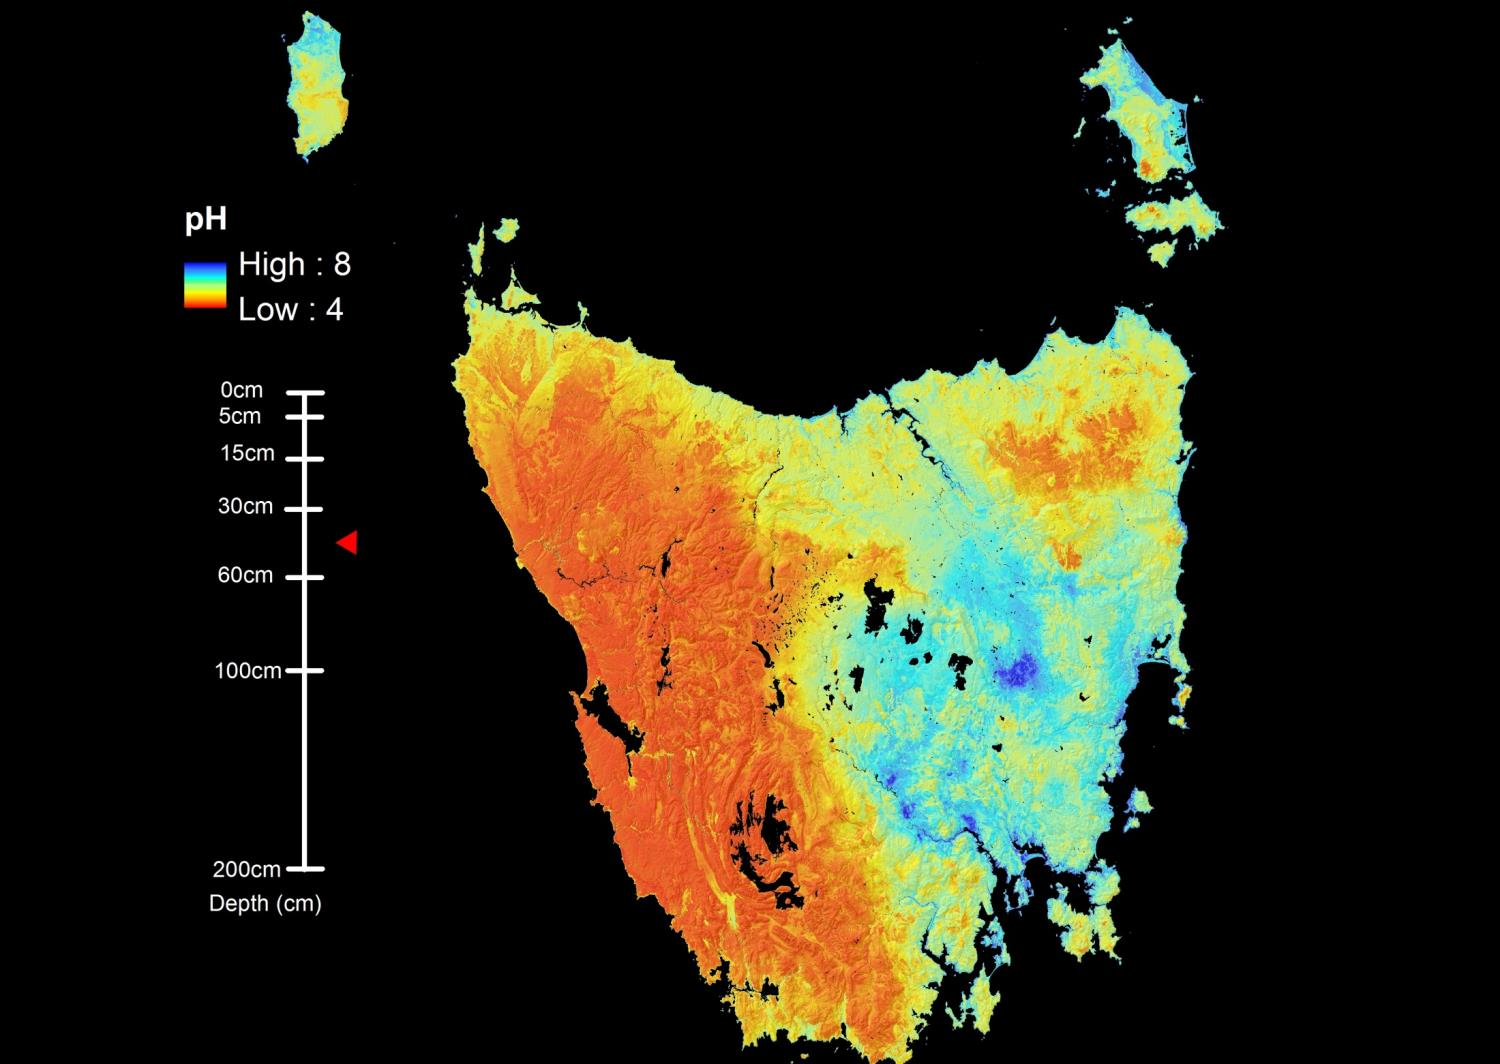 pH
High : 8
Low : 4
0cm
5cm
15cm
30cm
60cm
100cm
200cm
Depth (cm)